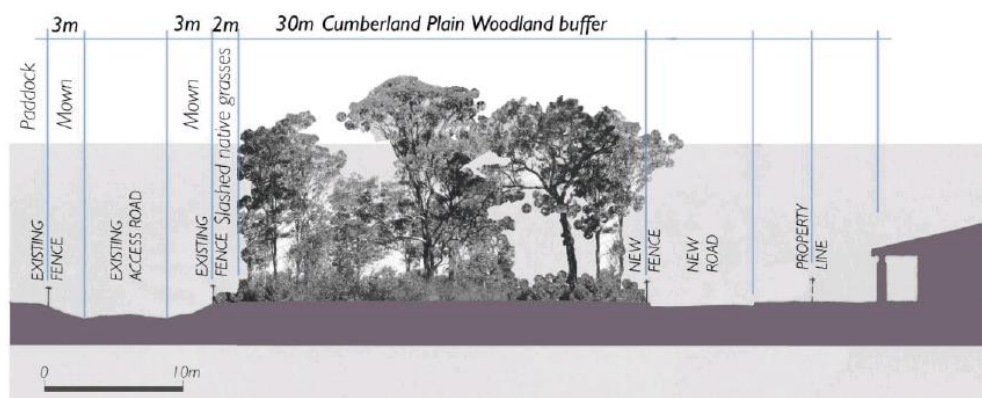 3m
3m
2m
30m Cumberland Plain Woodland buffer
Paddock
Mown
Mown
Slashed native grasses
EXISTING
FENCE
EXISTING
ACCESS ROAD
EXISTING
FENCE
NEW
FENCE
NEW
ROAD
PROPERTY
LINE
0
10m